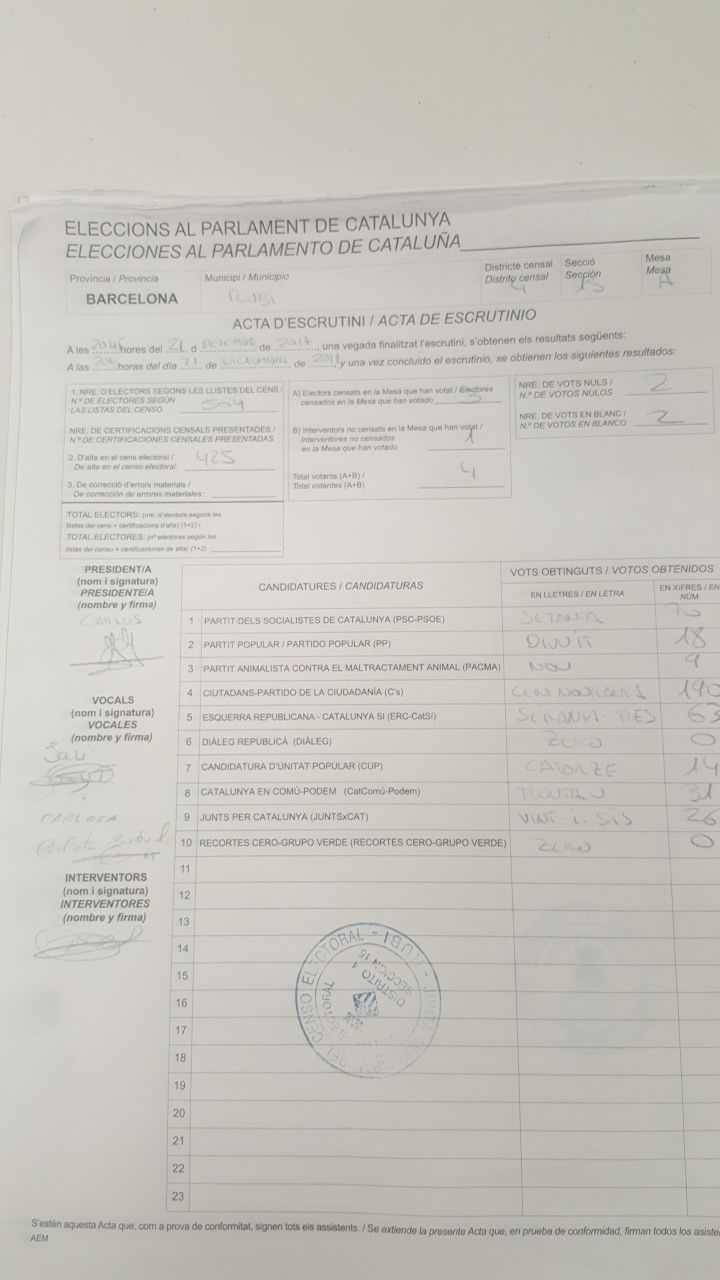 ELECCIONS AL PARLAMENT DE CATALUNYA
ELECCIONES AL PARLAMENTO DE CATALUÑA
Província / Provincia
BARCELONA
Municipi / Municipio
RUBÍ
Districte censal
Distrito censal
4
Secció
Sección
15
Mesa
Mesa
A
ACTA D'ESCRUTINI / ACTA DE ESCRUTINIO
A les 2045 hores del 21 d DESEMBRE de 2017, una vegada finalitzat l'escrutini, s'obtenen els resultats següents:
A las horas del día 21 de de 2017 y una vez concluido el escrutinio, se obtienen los siguientes resultados:
1. NRE. D'ELECTORS SEGONS LES LLISTES DEL CENS /
N.º DE ELECTORES SEGÚN
LAS LISTAS DEL CENSO
504
NRE. DE CERTIFICACIONS CENSALS PRESENTADES /
N.º DE CERTIFICACIONES CENSALES PRESENTADAS
2. D'alta en el cens electoral /
De alta en el censo electoral:
425
3. De correcció d'errors materials /
De corrección de errores materiales:
TOTAL ELECTORS: (nre. d'electors segons les
llistes del cens + certificacions d'alta) (1+2) /
TOTAL ELECTORES: (nº electores según las
listas del censo + certificaciones de alta) (1+2)
A) Electors censats en la Mesa que han votat / Electores
censados en la Mesa que han votado
3
B) Interventors no censats en la Mesa que han votat /
Interventores no censados
en la Mesa que han votado
1
Total votants (A+B) /
Total votantes (A+B)
4
NRE. DE VOTS NULS /
N.º DE VOTOS NULOS
2
NRE. DE VOTS EN BLANC /
N.º DE VOTOS EN BLANCO
2
PRESIDENT/A
(nom i signatura)
PRESIDENTE/A
(nombre y firma)
CARLOS
VOCALS
(nom i signatura)
VOCALES
(nombre y firma)
Javi
CARLOTA
INTERVENTORS
(nom i signatura)
INTERVENTORES
(nombre y firma)
CANDIDATURES / CANDIDATURAS
VOTS OBTINGUTS / VOTOS OBTENIDOS
EN LLETRES / EN LETRA
EN XIFRES / EN
NÚM.
1 PARTIT DELS SOCIALISTES DE CATALUNYA (PSC-PSOE) SETANTA 70
2 PARTIT POPULAR / PARTIDO POPULAR (PP) DIVUIT 18
3 PARTIT ANIMALISTA CONTRA EL MALTRACTAMENT ANIMAL (PACMA) NOU 9
4 CIUTADANS-PARTIDO DE LA CIUDADANÍA (C's) CENT NORANTA 190
5 ESQUERRA REPUBLICANA - CATALUNYA SÍ (ERC-CatSí) SEIXANTA-TRES 63
6 DIÀLEG REPUBLICÀ (DIÀLEG) ZERO 0
7 CANDIDATURA D'UNITAT POPULAR (CUP) CATORZE 14
8 CATALUNYA EN COMÚ-PODEM (CatComú-Podem) TRENTA U 31
9 JUNTS PER CATALUNYA (JUNTSxCAT) VINT-I-SIS 26
10 RECORTES CERO-GRUPO VERDE (RECORTES CERO-GRUPO VERDE) ZERO 0
11
12
13
14
15
16
17
18
19
20
21
22
23
DEL CENSO ELECTORAL - RUBI - JUNTA
DISTRITO 4
SECCION 15
S'estén aquesta Acta que, com a prova de conformitat, signen tots els assistents. / Se extiende la presente Acta que, en prueba de conformidad, firman todos los asiste
AEM